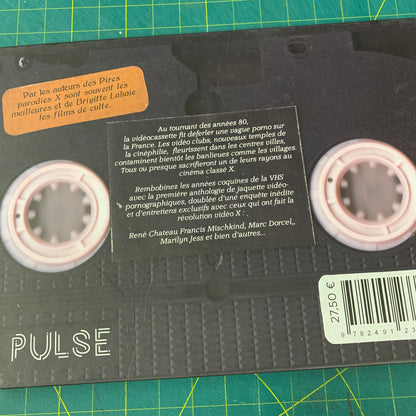 Par les auteurs des Pires
parodies X sont souvent les
meilleures et de Brigitte Lahaie
les films de culte.
Au tournant des années 80,
la vidéocassette fit déferler une vague porno sur
la France. Les vidéo clubs, nouveaux temples de
la cinéphilie, fleurissent dans les centres villes,
contaminent bientôt les banlieues comme les villages.
Tous ou presque sacrifieront un de leurs rayons au
cinéma classé X.
Rembobinez les années coquines de la VHS
avec la première anthologie de jaquette vidéo-
pornographiques, doublée d'une enquête inédite
et d'entretiens exclusifs avec ceux qui ont fait la
révolution vidéo X :
René Chateau Francis Mischkind, Marc Dorcel,
Marilyn Jess et bien d'autres...
27,50 €
9 782491 23
PULSE